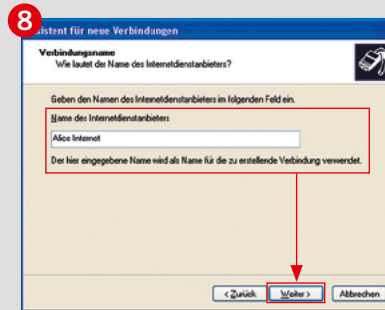 8
sistent für neue Verbindungen
Verbindungsname
Wie lautet der Name des Internetdienstanbieters?
Geben den Namen des Internetdienstanbieters im folgenden Feld ein.
Name des Internetdienstanbieters
Alice Internet
Der hier eingegebene Name wird als Name für die zu erstellende Verbindung verwendet.
< Zurück Weiter > Abbrechen